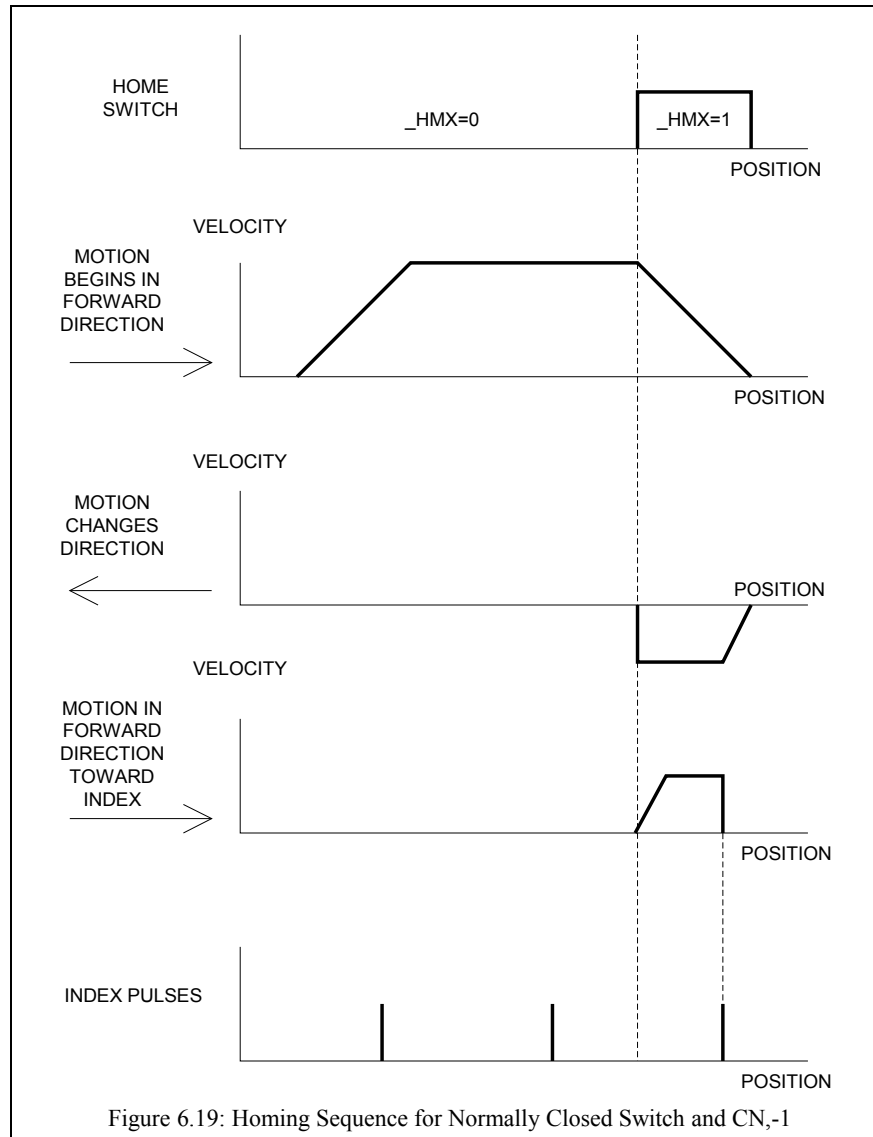 HOME
SWITCH
_HMX=0
_HMX=1
POSITION
VELOCITY
MOTION
BEGINS IN
FORWARD
DIRECTION
POSITION
VELOCITY
MOTION
CHANGES
DIRECTION
POSITION
VELOCITY
MOTION IN
FORWARD
DIRECTION
TOWARD
INDEX
POSITION
INDEX PULSES
POSITION
Figure 6.19: Homing Sequence for Normally Closed Switch and CN,-1